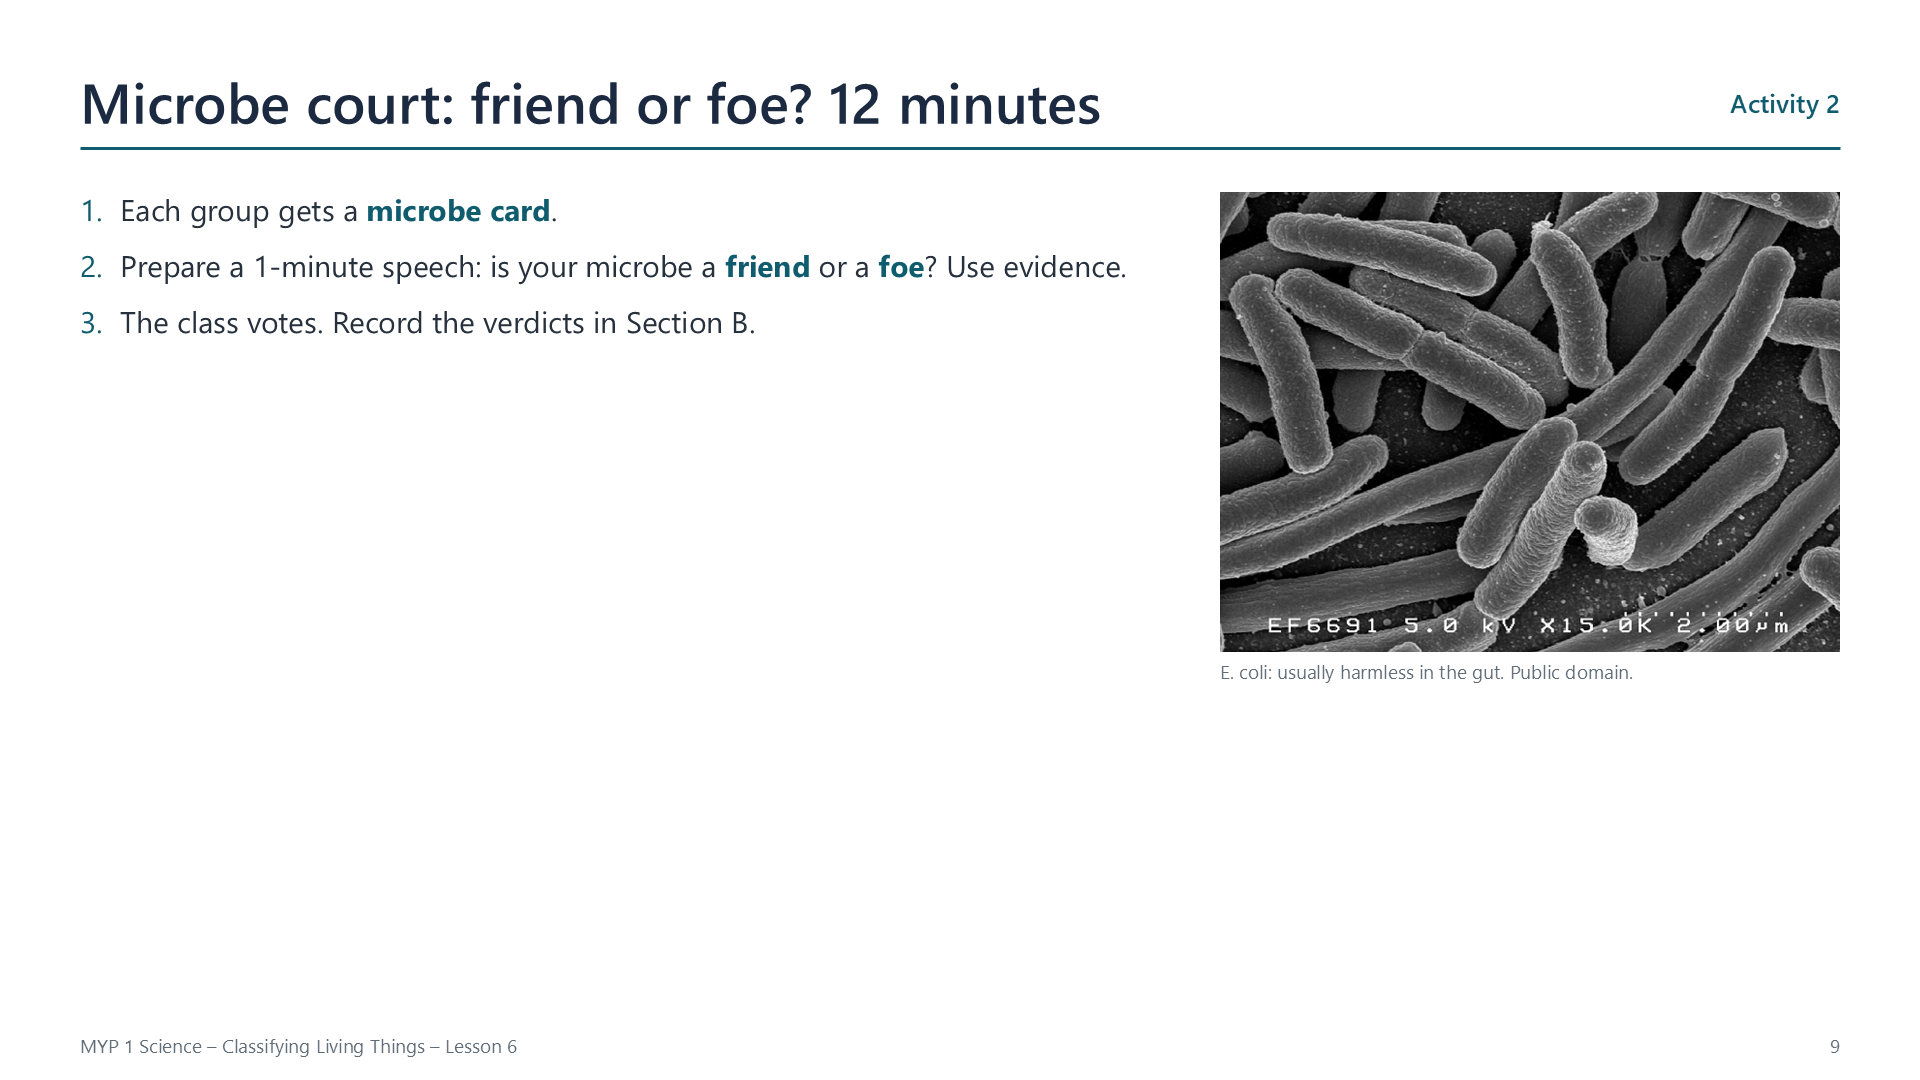 Microbe court: friend or foe? 12 minutes
Activity 2
1. Each group gets a microbe card.
2. Prepare a 1-minute speech: is your microbe a friend or a foe? Use evidence.
3. The class votes. Record the verdicts in Section B.
EF6691 5.0 kV X15.0K 2.00µm
E. coli: usually harmless in the gut. Public domain.
MYP 1 Science – Classifying Living Things – Lesson 6
9